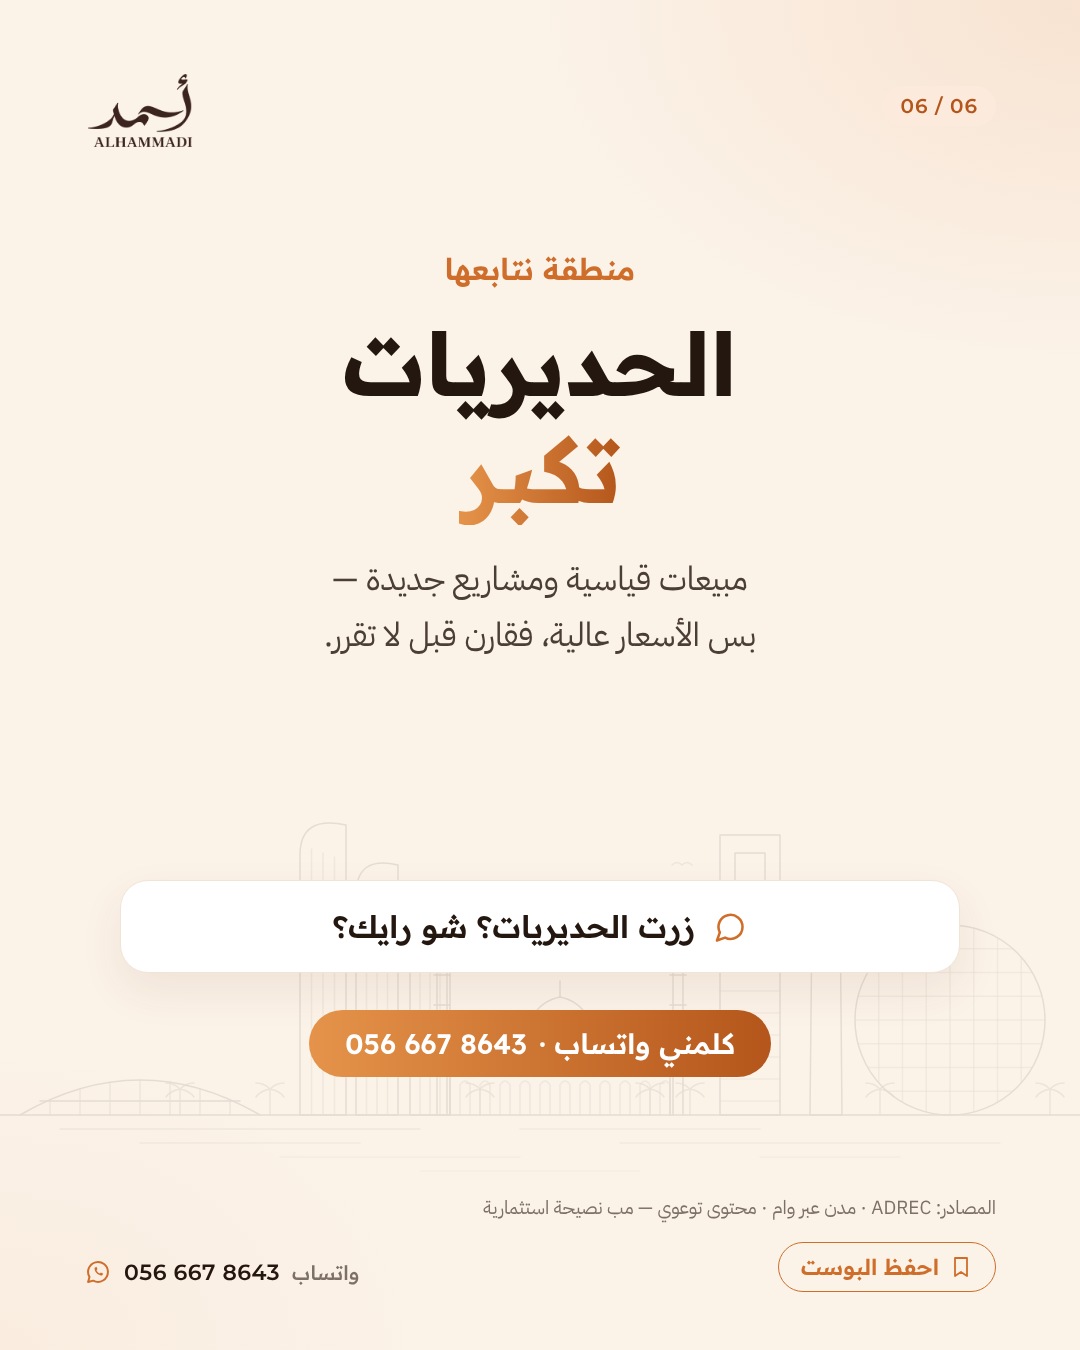 أحمد
ALHAMMADI
06 / 06
منطقة نتابعها
الحديريات
تكبر
مبيعات قياسية ومشاريع جديدة —
بس الأسعار عالية، فقارن قبل لا تقرر.
زرت الحديريات؟ شو رايك؟
كلمني واتساب · 056 667 8643
المصادر: ADREC · مدن عبر وام · محتوى توعوي — مب نصيحة استثمارية
احفظ البوست
واتساب 056 667 8643